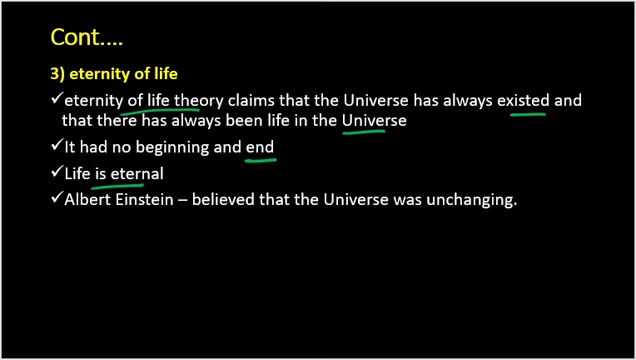 Cont....
3) eternity of life
✓eternity of life theory claims that the Universe has always existed and
that there has always been life in the Universe
✓It had no beginning and end
✓Life is eternal
✓Albert Einstein – believed that the Universe was unchanging.